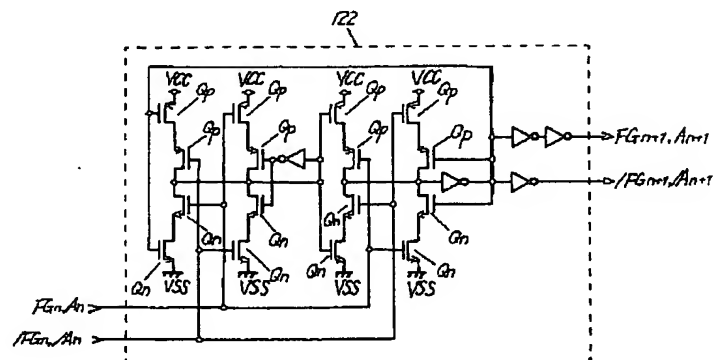 122
VCC VCC VCC VCC
Qp Qp Qp Qp
Qp Qp Qp Qp
Qn Qn Qn Qn
Qn Qn Qn Qn
VSS VSS VSS VSS
FGn+1, An+1
/FGn+1, /An+1
FGn, An
/FGn, /An